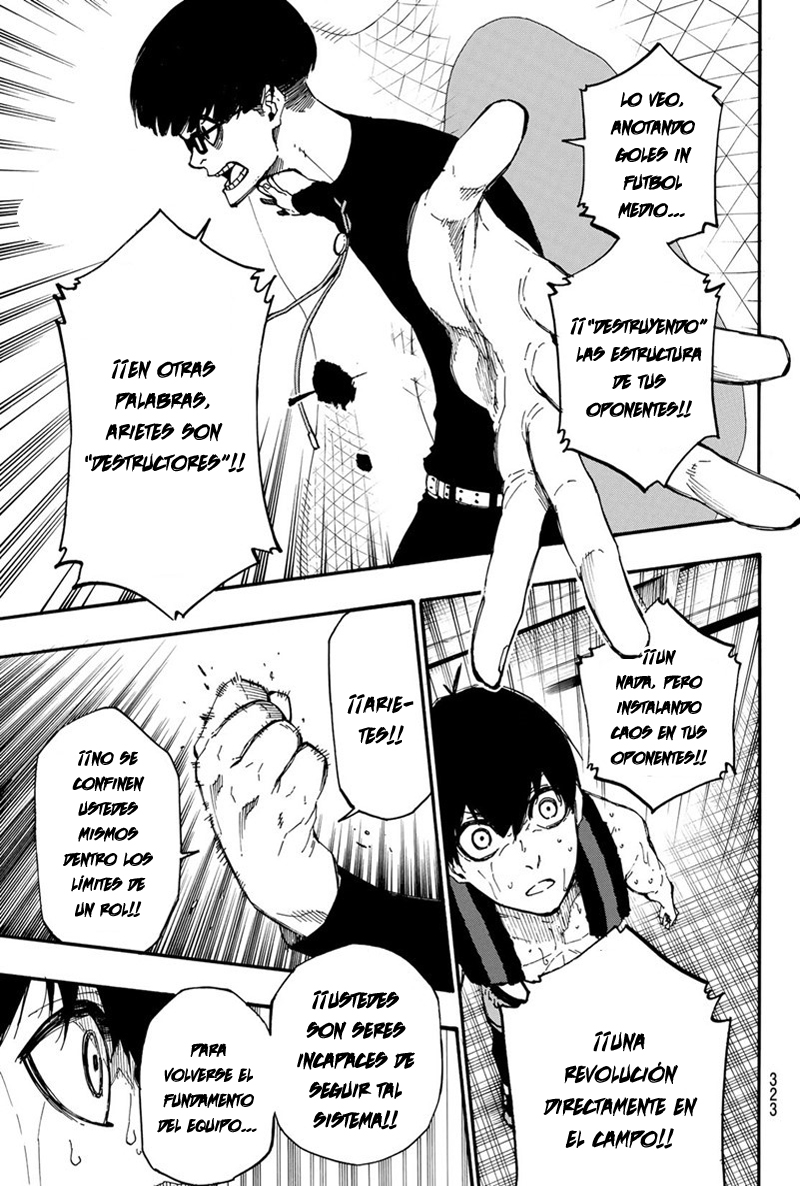 LO VEO,
ANOTANDO
GOLES IN
FUTBOL
MEDIO...
¡¡"DESTRUYENDO"
LAS ESTRUCTURA
DE TUS
OPONENTES!!
¡¡EN OTRAS
PALABRAS,
ARIETES SON
"DESTRUCTORES"!!
¡¡UN
NADA, PERO
INSTALANDO
CAOS EN TUS
OPONENTES!!
¡¡UNA
REVOLUCIÓN
DIRECTAMENTE EN
EL CAMPO!!
¡¡ARIE-
TES!!
¡¡NO SE
CONFINEN
USTEDES
MISMOS
DENTRO LOS
LÍMITES DE
UN ROL!!
¡¡USTEDES
SON SERES
INCAPACES DE
SEGUIR TAL
SISTEMA!!
PARA
VOLVERSE EL
FUNDAMENTO
DEL EQUIPO...
323